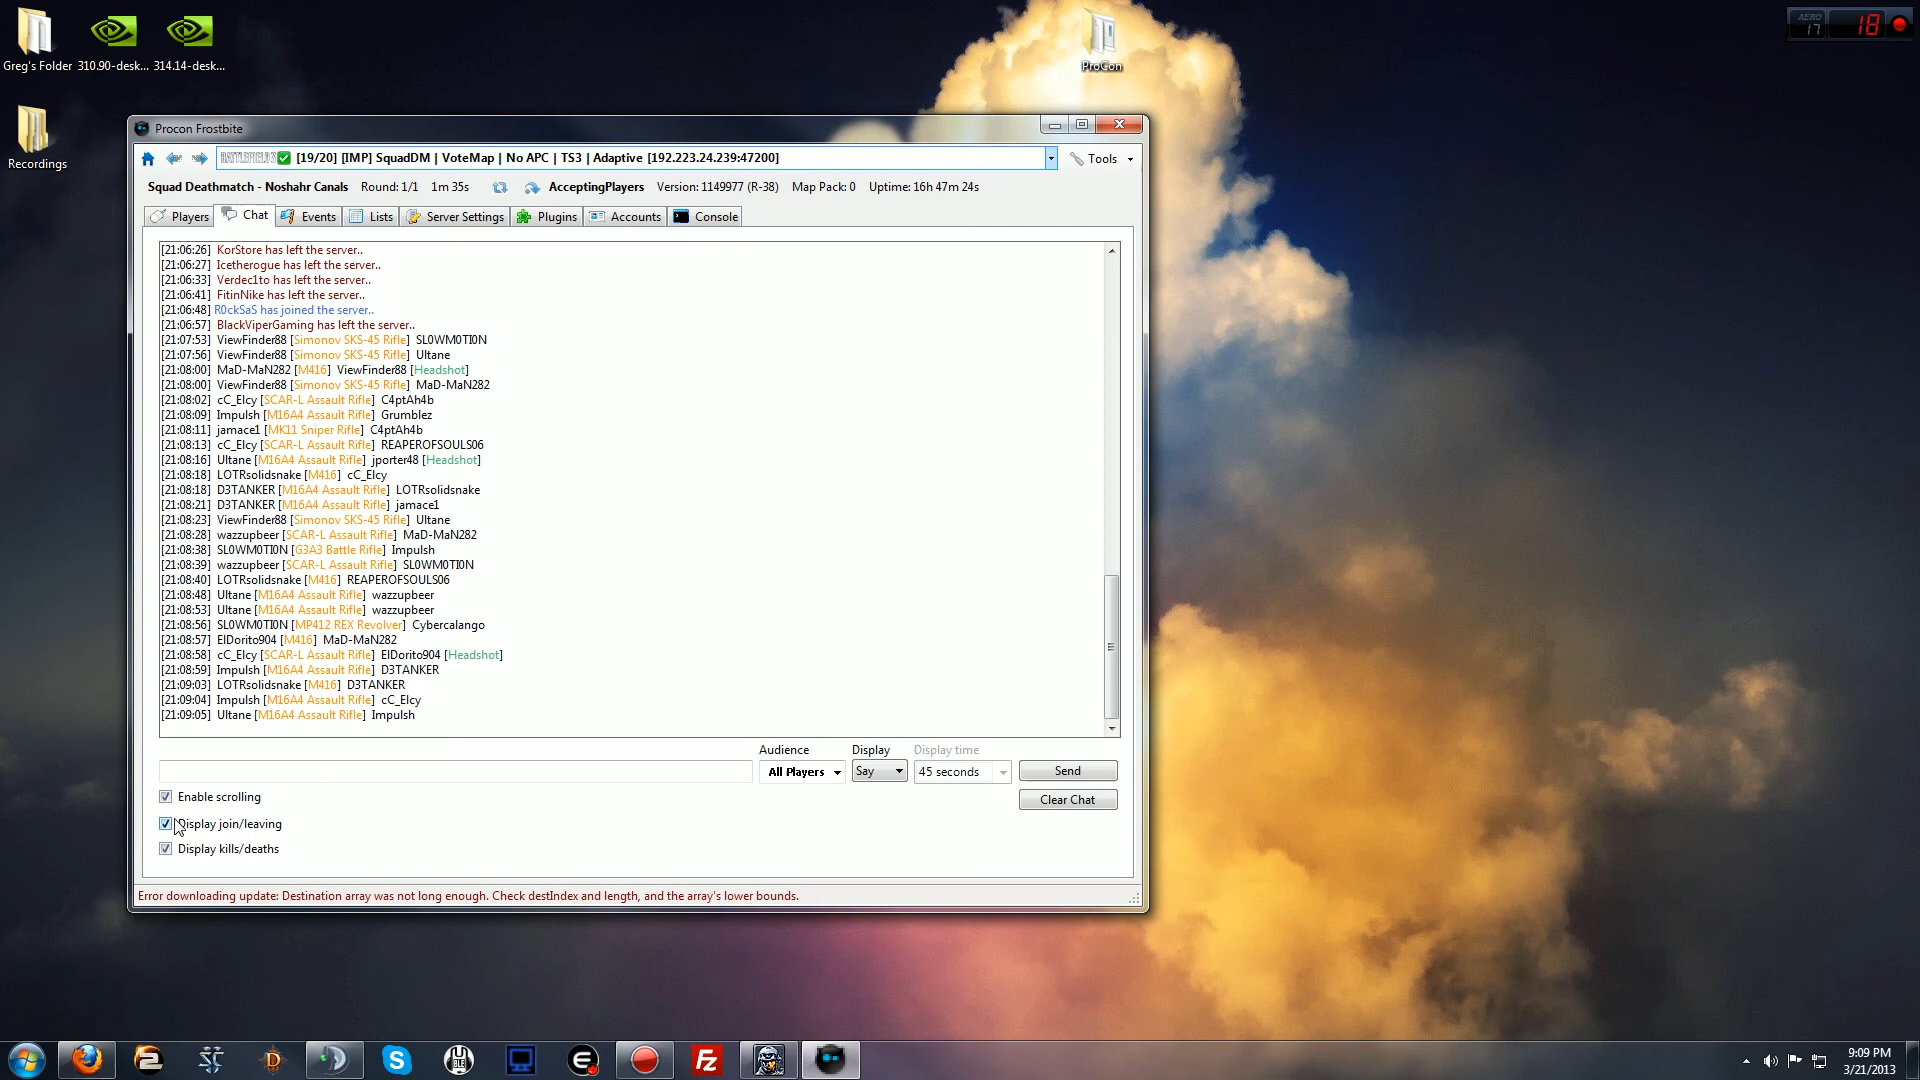 Greg's Folder
310.90-desk...
314.14-desk...
ProCon
AERO
17
18
Recordings
Procon Frostbite
BATTLEFIELD 3 [19/20] [IMP] SquadDM | VoteMap | No APC | TS3 | Adaptive [192.223.24.239:47200]
Tools
Squad Deathmatch - Noshahr Canals Round: 1/1 1m 35s AcceptingPlayers Version: 1149977 (R-38) Map Pack: 0 Uptime: 16h 47m 24s
Players Chat Events Lists Server Settings Plugins Accounts Console
[21:06:26] KorStore has left the server..
[21:06:27] Icetherogue has left the server..
[21:06:33] Verdec1to has left the server..
[21:06:41] FitinNike has left the server..
[21:06:48] R0ckSaS has joined the server..
[21:06:57] BlackViperGaming has left the server..
[21:07:53] ViewFinder88 [Simonov SKS-45 Rifle] SL0WM0TI0N
[21:07:56] ViewFinder88 [Simonov SKS-45 Rifle] Ultane
[21:08:00] MaD-MaN282 [M416] ViewFinder88 [Headshot]
[21:08:00] ViewFinder88 [Simonov SKS-45 Rifle] MaD-MaN282
[21:08:02] cC_Elcy [SCAR-L Assault Rifle] C4ptAh4b
[21:08:09] Impulsh [M16A4 Assault Rifle] Grumblez
[21:08:11] jamace1 [MK11 Sniper Rifle] C4ptAh4b
[21:08:13] cC_Elcy [SCAR-L Assault Rifle] REAPEROFSOULS06
[21:08:16] Ultane [M16A4 Assault Rifle] jporter48 [Headshot]
[21:08:18] LOTRsolidsnake [M416] cC_Elcy
[21:08:18] D3TANKER [M16A4 Assault Rifle] LOTRsolidsnake
[21:08:21] D3TANKER [M16A4 Assault Rifle] jamace1
[21:08:23] ViewFinder88 [Simonov SKS-45 Rifle] Ultane
[21:08:28] wazzupbeer [SCAR-L Assault Rifle] MaD-MaN282
[21:08:38] SL0WM0TI0N [G3A3 Battle Rifle] Impulsh
[21:08:39] wazzupbeer [SCAR-L Assault Rifle] SL0WM0TI0N
[21:08:40] LOTRsolidsnake [M416] REAPEROFSOULS06
[21:08:48] Ultane [M16A4 Assault Rifle] wazzupbeer
[21:08:53] Ultane [M16A4 Assault Rifle] wazzupbeer
[21:08:56] SL0WM0TI0N [MP412 REX Revolver] Cybercalango
[21:08:57] ElDorito904 [M416] MaD-MaN282
[21:08:58] cC_Elcy [SCAR-L Assault Rifle] ElDorito904 [Headshot]
[21:08:59] Impulsh [M16A4 Assault Rifle] D3TANKER
[21:09:03] LOTRsolidsnake [M416] D3TANKER
[21:09:04] Impulsh [M16A4 Assault Rifle] cC_Elcy
[21:09:05] Ultane [M16A4 Assault Rifle] Impulsh
Audience Display Display time
All Players Say 45 seconds Send
Enable scrolling
Clear Chat
Display join/leaving
Display kills/deaths
Error downloading update: Destination array was not long enough. Check destIndex and length, and the array's lower bounds.
9:09 PM
3/21/2013